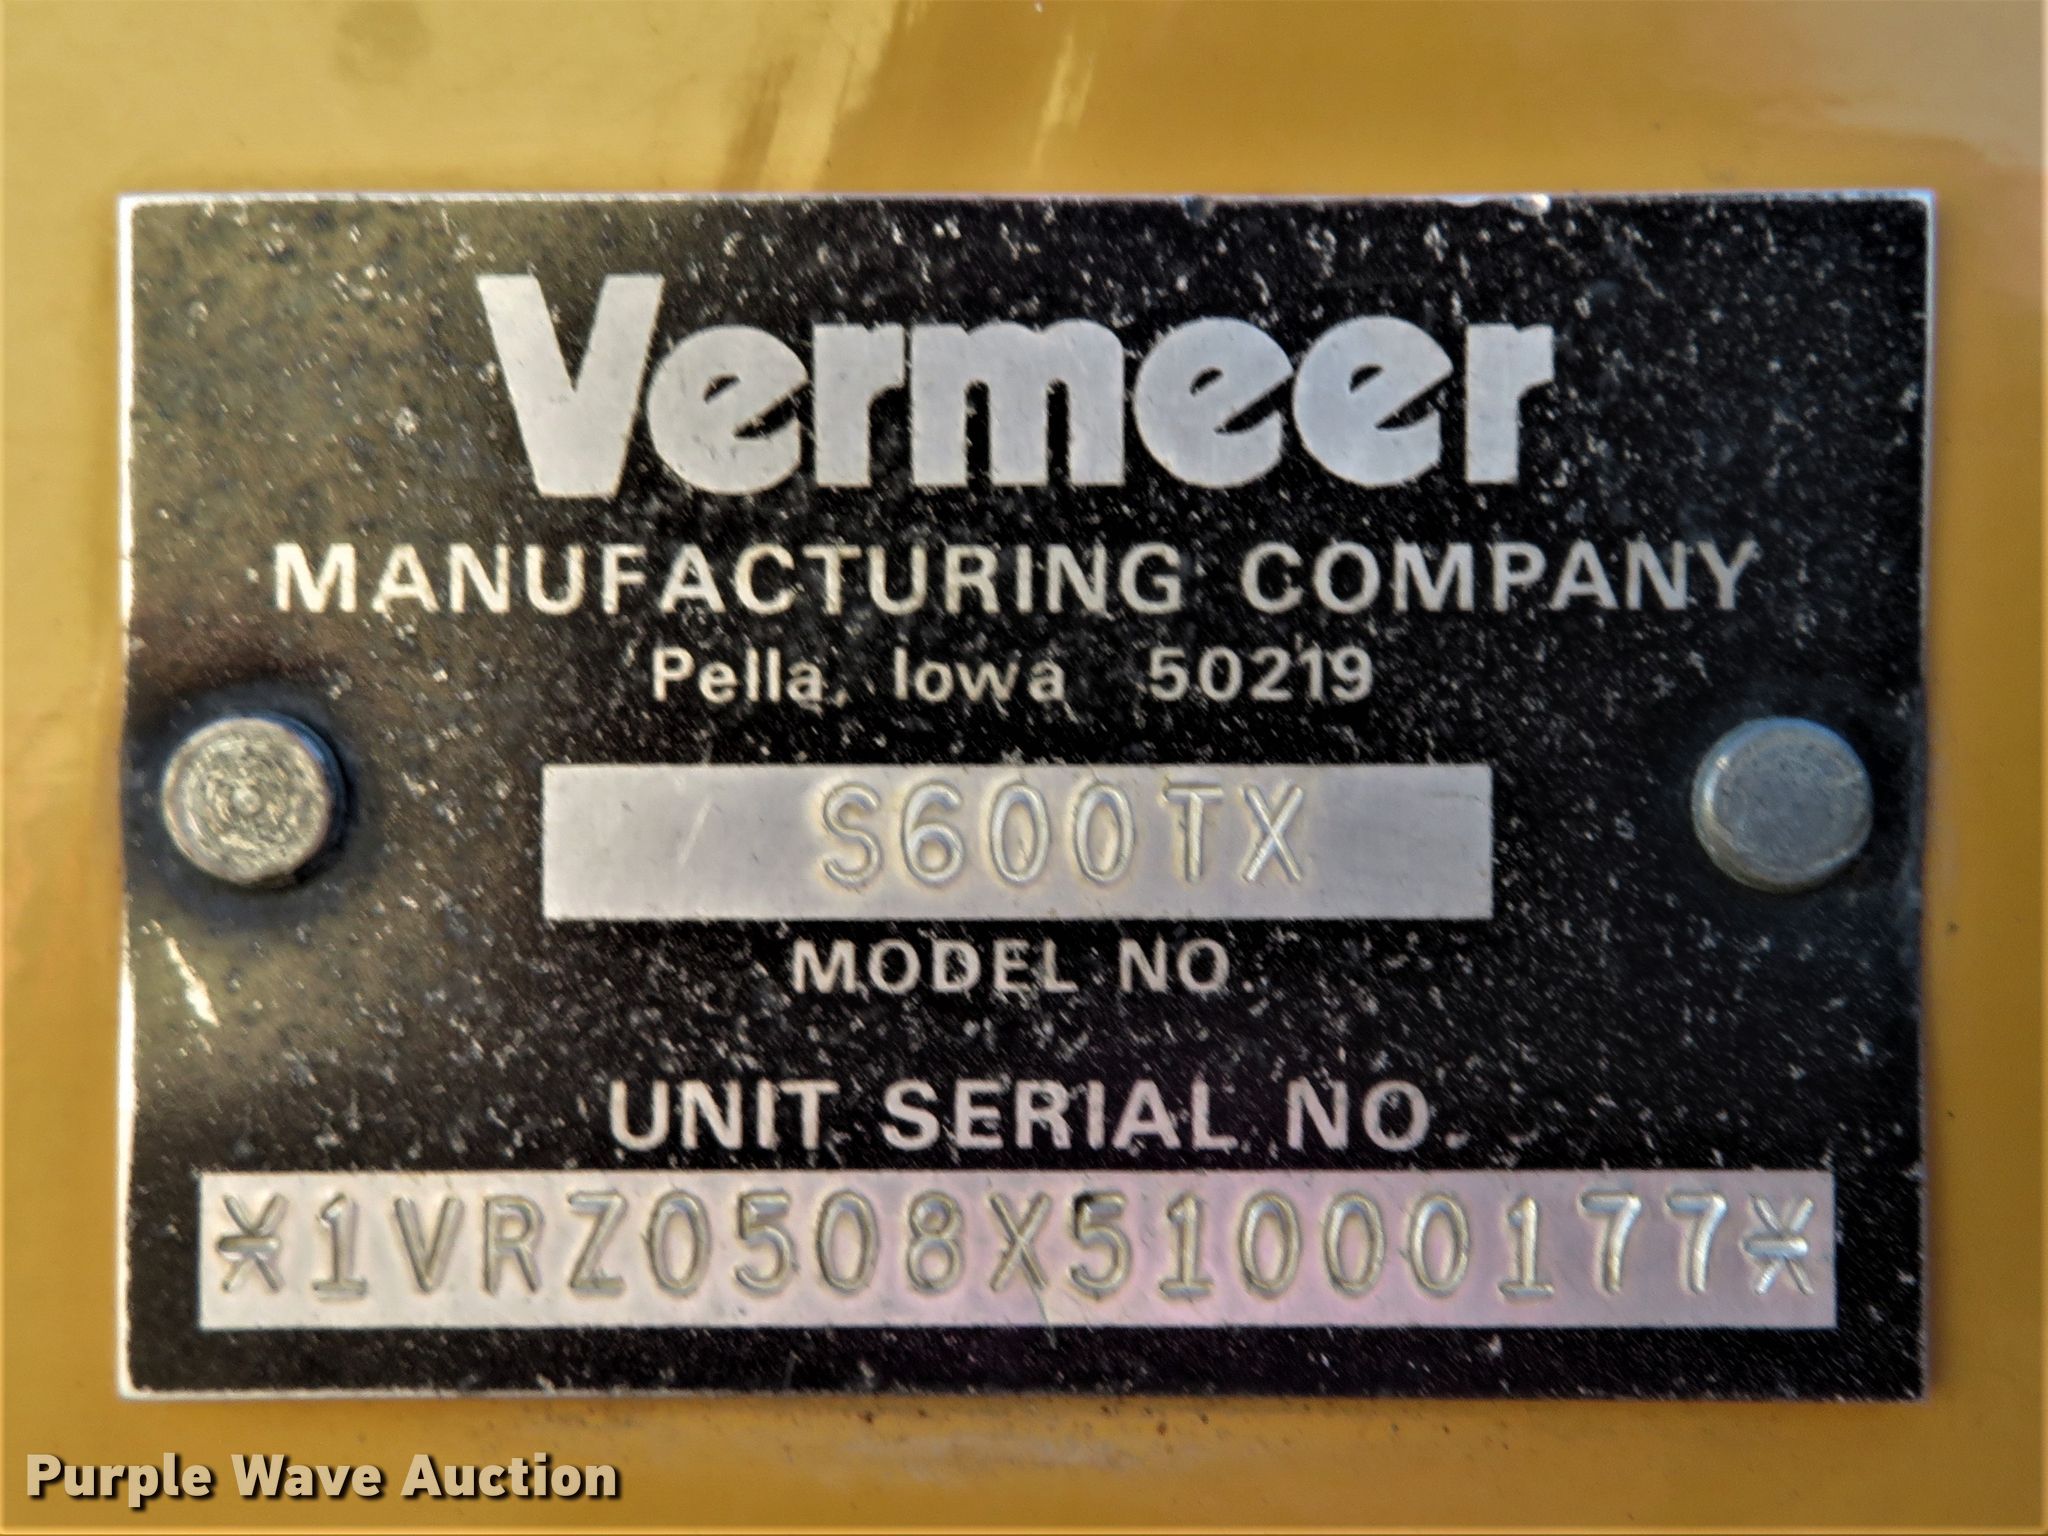 Vermeer
MANUFACTURING COMPANY
Pella, Iowa 50219
S600TX
MODEL NO.
UNIT SERIAL NO.
*1VRZ0508X51000177*
Purple Wave Auction